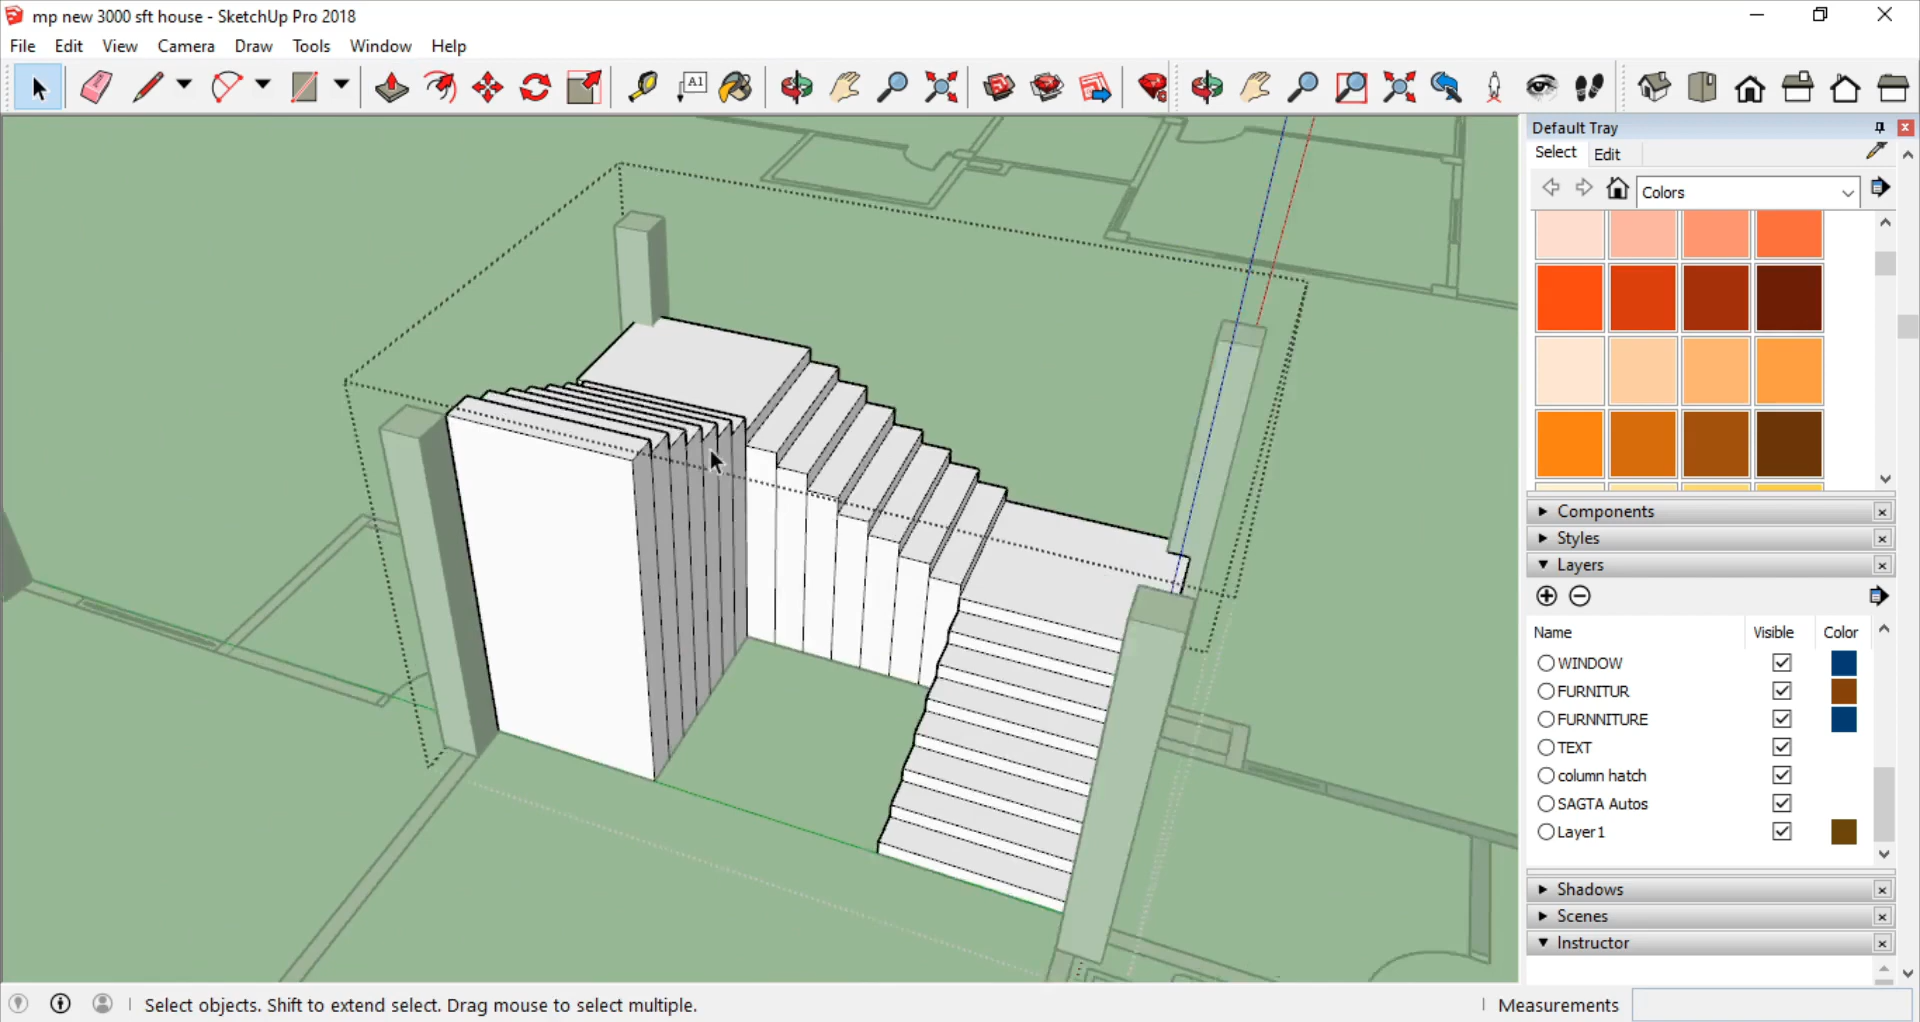 mp new 3000 sft house - SketchUp Pro 2018
File Edit View Camera Draw Tools Window Help
A1
Default Tray
Select Edit
Colors
Components
Styles
Layers
Name Visible Color
WINDOW
FURNITUR
FURNNITURE
TEXT
column hatch
SAGTA Autos
Layer1
Shadows
Scenes
Instructor
Select objects. Shift to extend select. Drag mouse to select multiple.
Measurements